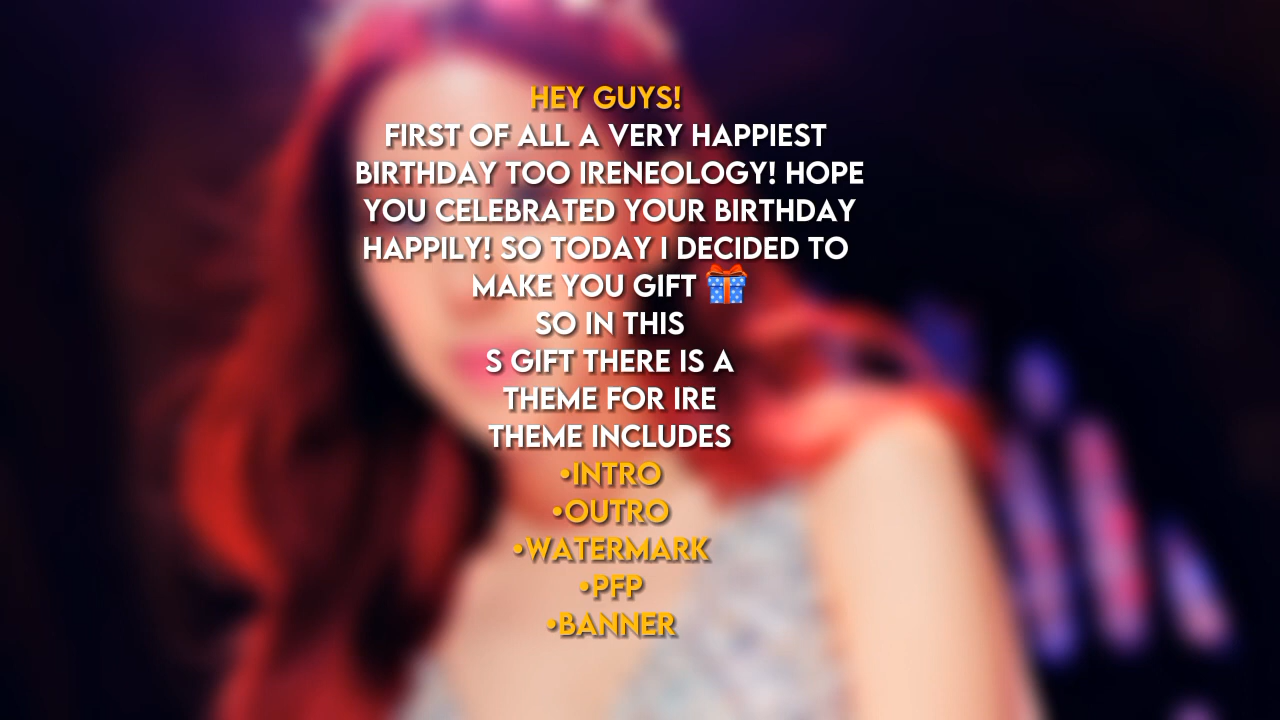 HEY GUYS!
FIRST OF ALL A VERY HAPPIEST
BIRTHDAY TOO IRENEOLOGY! HOPE
YOU CELEBRATED YOUR BIRTHDAY
HAPPILY! SO TODAY I DECIDED TO
MAKE YOU GIFT 🎁
SO IN THIS
S GIFT THERE IS A
THEME FOR IRE
THEME INCLUDES
•INTRO
•OUTRO
•WATERMARK
•PFP
•BANNER